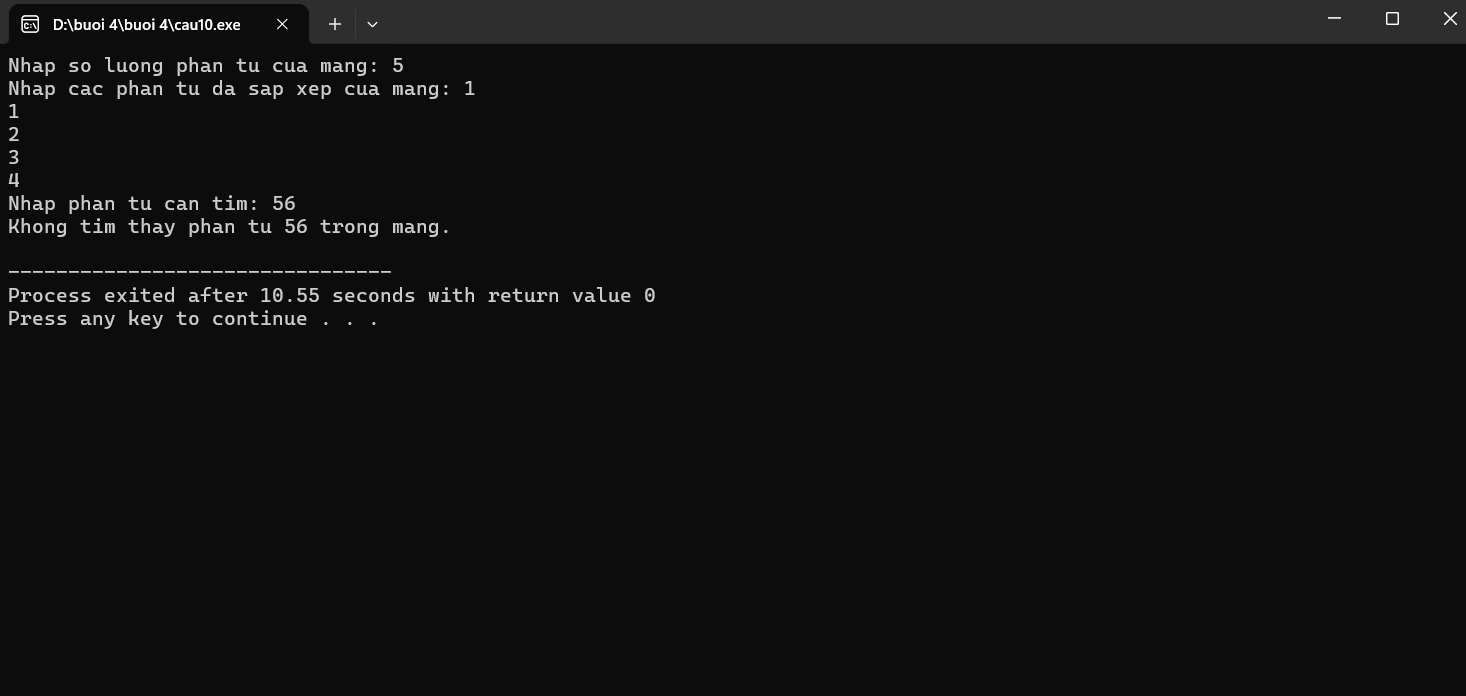 D:\buoi 4\buoi 4\cau10.exe
Nhap so luong phan tu cua mang: 5
Nhap cac phan tu da sap xep cua mang: 1
1
2
3
4
Nhap phan tu can tim: 56
Khong tim thay phan tu 56 trong mang.
--------------------------------
Process exited after 10.55 seconds with return value 0
Press any key to continue . . .